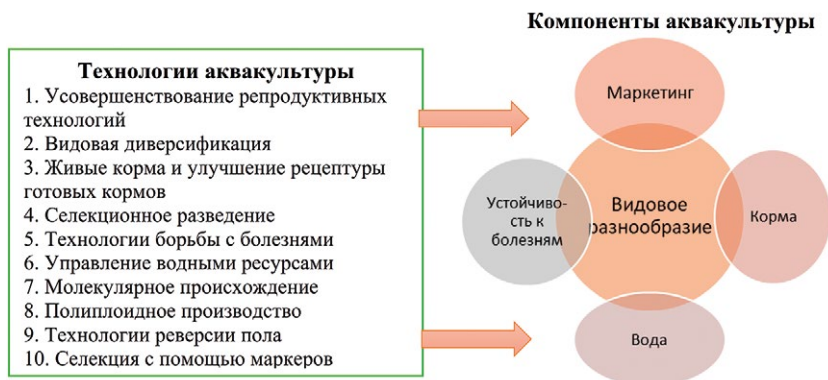 Компоненты аквакультуры
Технологии аквакультуры
1. Усовершенствование репродуктивных
технологий
2. Видовая диверсификация
3. Живые корма и улучшение рецептуры
готовых кормов
4. Селекционное разведение
5. Технологии борьбы с болезнями
6. Управление водными ресурсами
7. Молекулярное происхождение
8. Полиплоидное производство
9. Технологии реверсии пола
10. Селекция с помощью маркеров
Маркетинг
Устойчиво-
сть к
болезням
Видовое
разнообразие
Корма
Вода